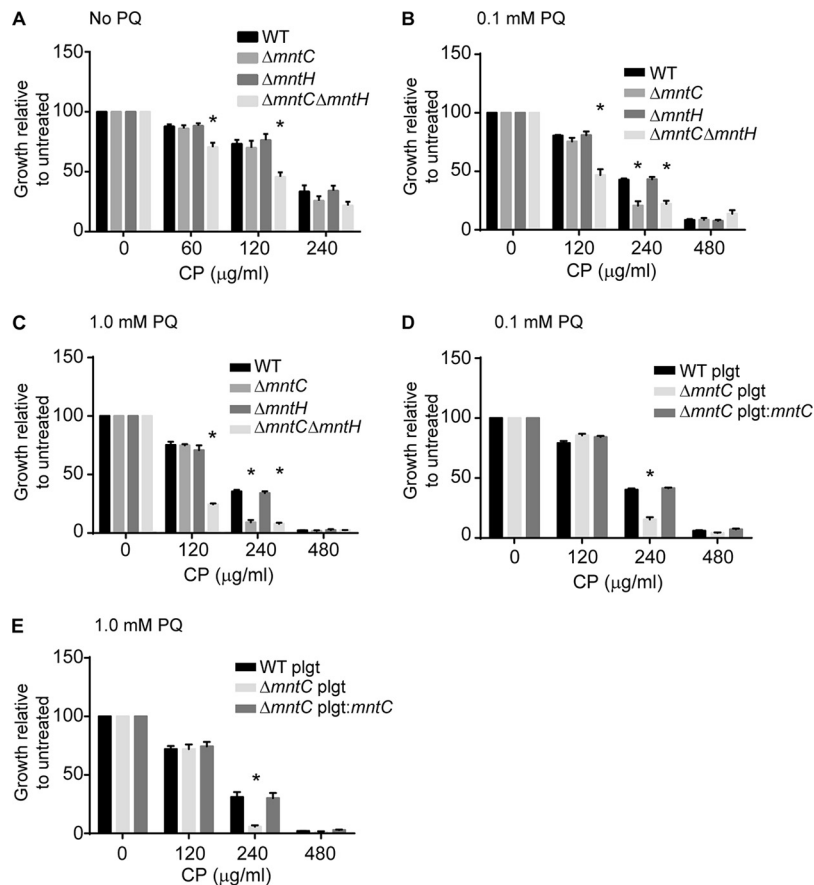 A No PQ
WT
ΔmntC
ΔmntH
ΔmntCΔmntH
Growth relative
to untreated
150
100
50
0
* *
0 60 120 240
CP (μg/ml)
B 0.1 mM PQ
WT
ΔmntC
ΔmntH
ΔmntCΔmntH
Growth relative
to untreated
150
100
50
0
* * *
0 120 240 480
CP (μg/ml)
C 1.0 mM PQ
WT
ΔmntC
ΔmntH
ΔmntCΔmntH
Growth relative
to untreated
150
100
50
0
* * *
0 120 240 480
CP (μg/ml)
D 0.1 mM PQ
WT plgt
ΔmntC plgt
ΔmntC plgt:mntC
Growth relative
to untreated
150
100
50
0
*
0 120 240 480
CP (μg/ml)
E 1.0 mM PQ
WT plgt
ΔmntC plgt
ΔmntC plgt:mntC
Growth relative
to untreated
150
100
50
0
*
0 120 240 480
CP (μg/ml)